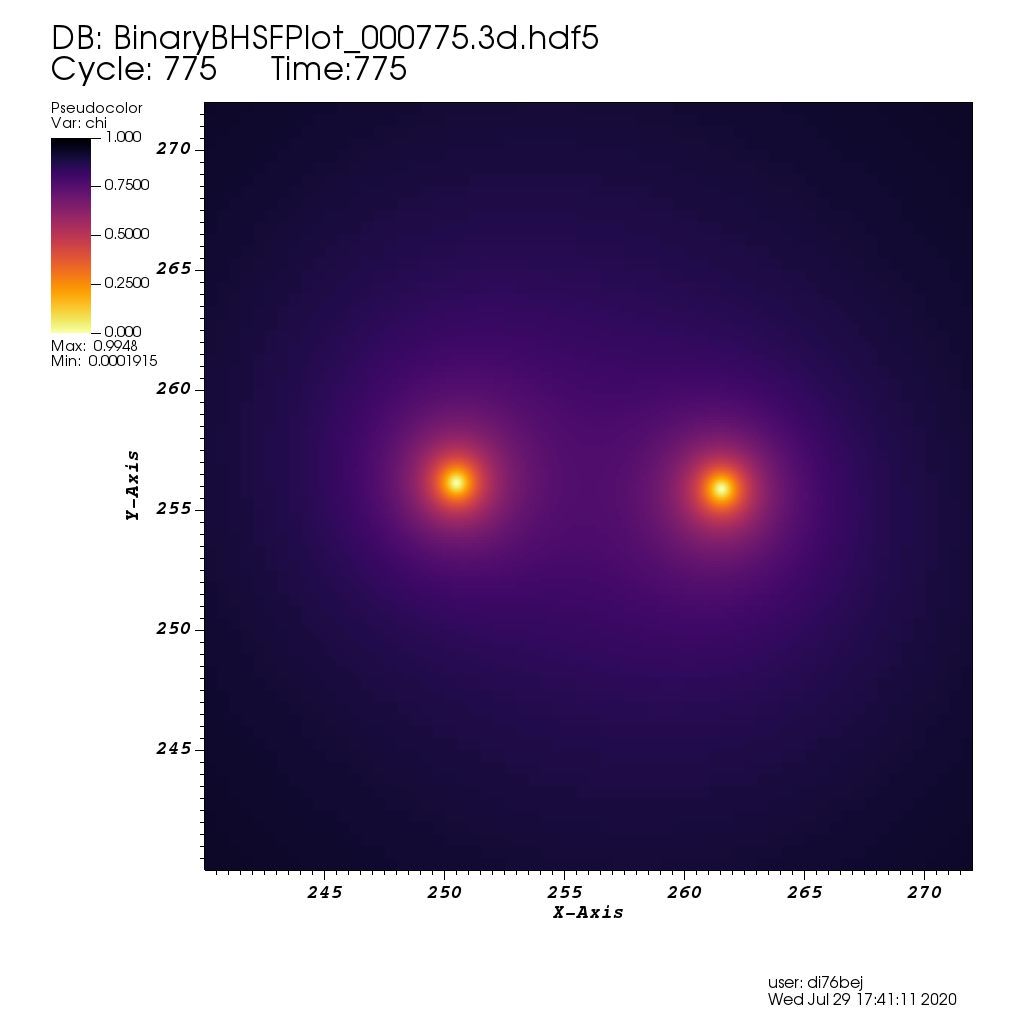 DB: BinaryBHSFPlot_000775.3d.hdf5
Cycle: 775 Time:775
Pseudocolor
Var: chi
1.000
0.7500
0.5000
0.2500
0.000
Max: 0.9948
Min: 0.0001915
270
265
260
255
250
245
Y-Axis
245 250 255 260 265 270
X-Axis
user: di76bej
Wed Jul 29 17:41:11 2020